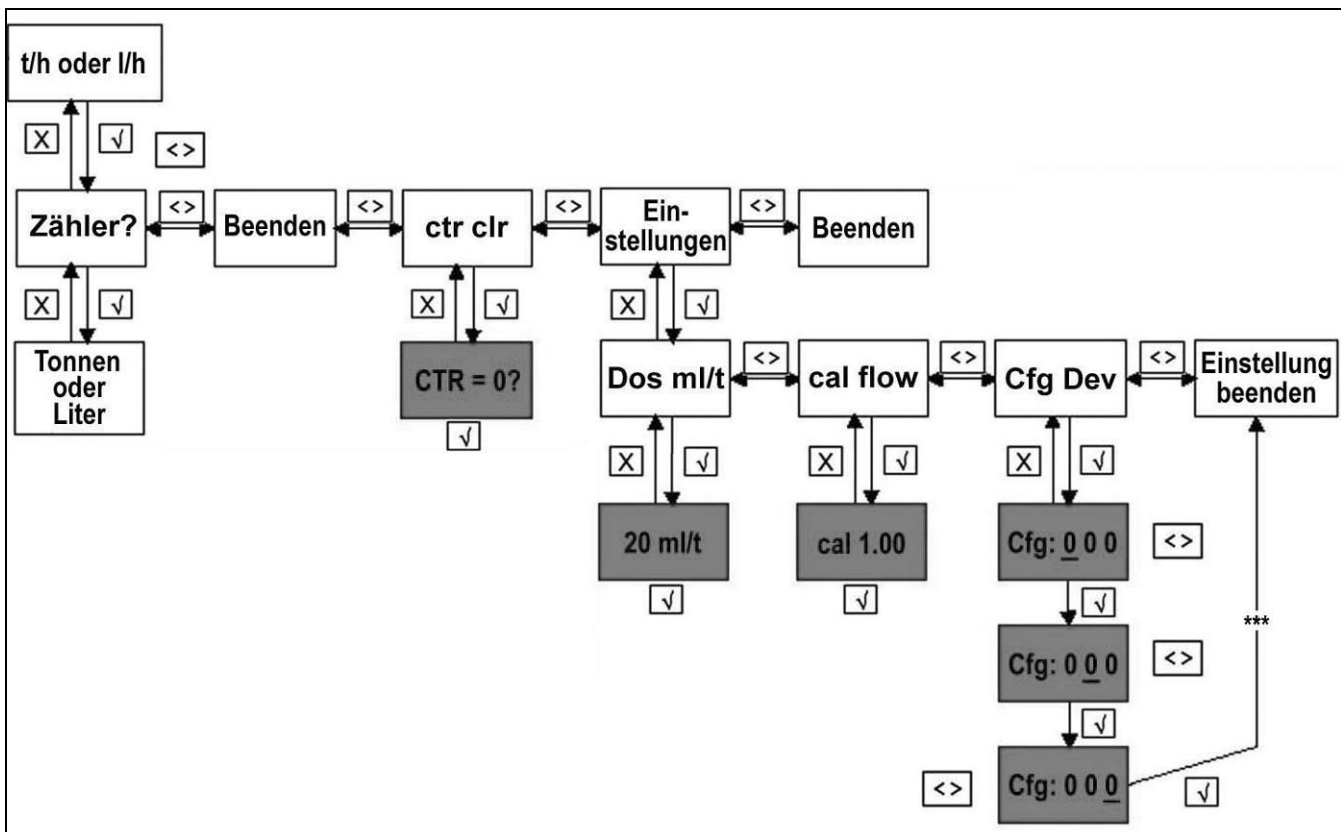 t/h oder l/h
X
√
< >
Zähler?
< >
Beenden
< >
ctr clr
< >
Ein-
stellungen
< >
Beenden
X
√
X
√
X
√
Tonnen
oder
Liter
CTR = 0?
√
Dos ml/t
< >
cal flow
< >
Cfg Dev
< >
Einstellung
beenden
X
√
X
√
X
√
20 ml/t
√
cal 1.00
√
Cfg: 0 0 0
< >
√
***
Cfg: 0 0 0
< >
√
< >
Cfg: 0 0 0
√